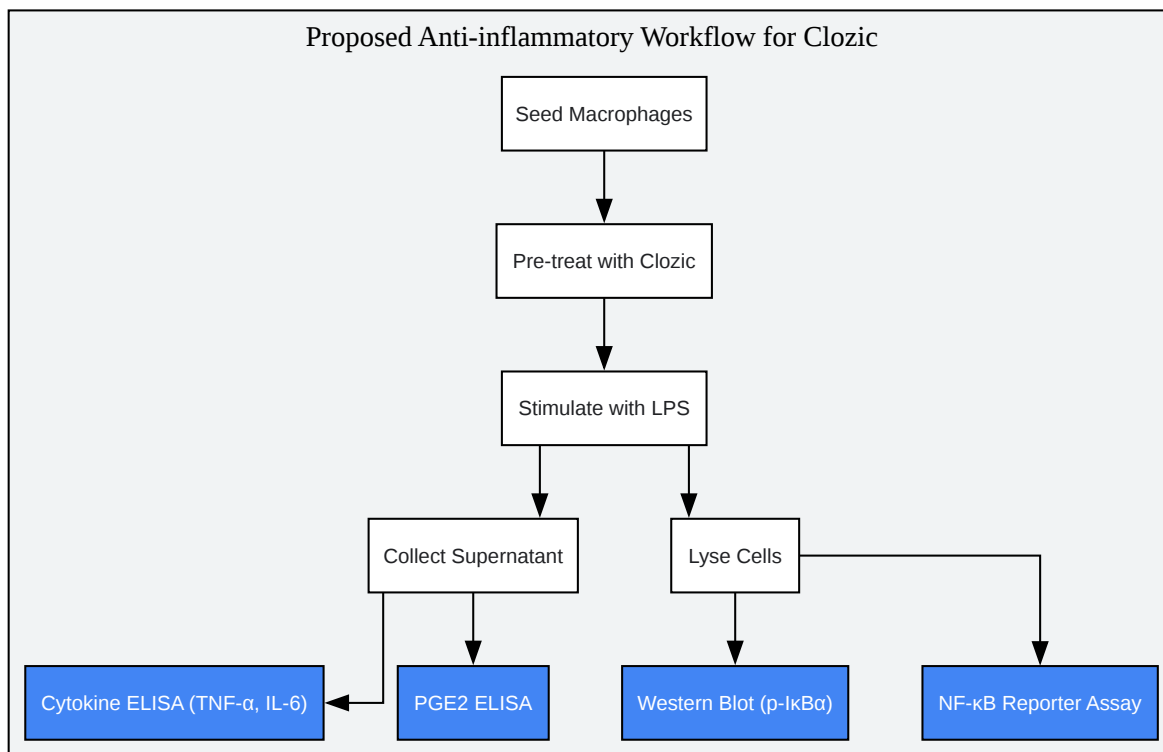 Proposed Anti-inflammatory Workflow for Clozic
Seed Macrophages
Pre-treat with Clozic
Stimulate with LPS
Collect Supernatant
Lyse Cells
Cytokine ELISA (TNF-α, IL-6)
PGE2 ELISA
Western Blot (p-IκBα)
NF-κB Reporter Assay